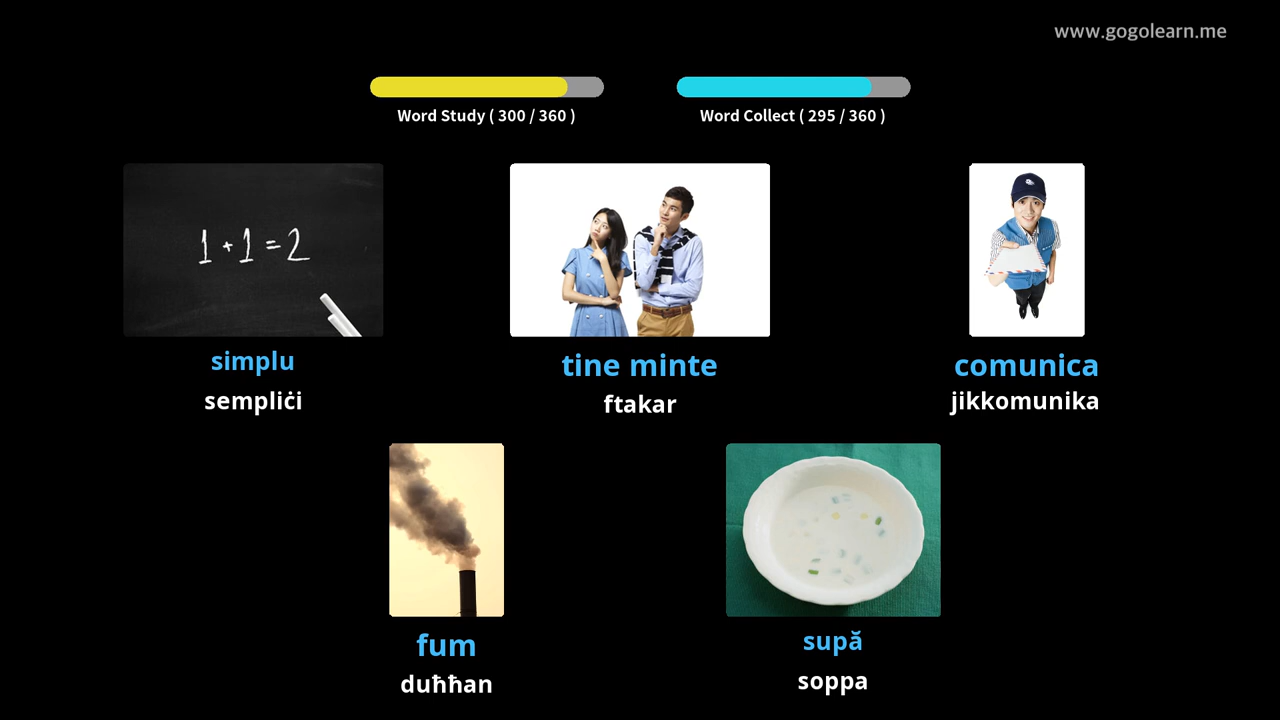 www.gogolearn.me
Word Study ( 300 / 360 )
Word Collect ( 295 / 360 )
1 + 1 = 2
simplu
sempliċi
tine minte
ftakar
comunica
jikkomunika
fum
duħħan
supă
soppa